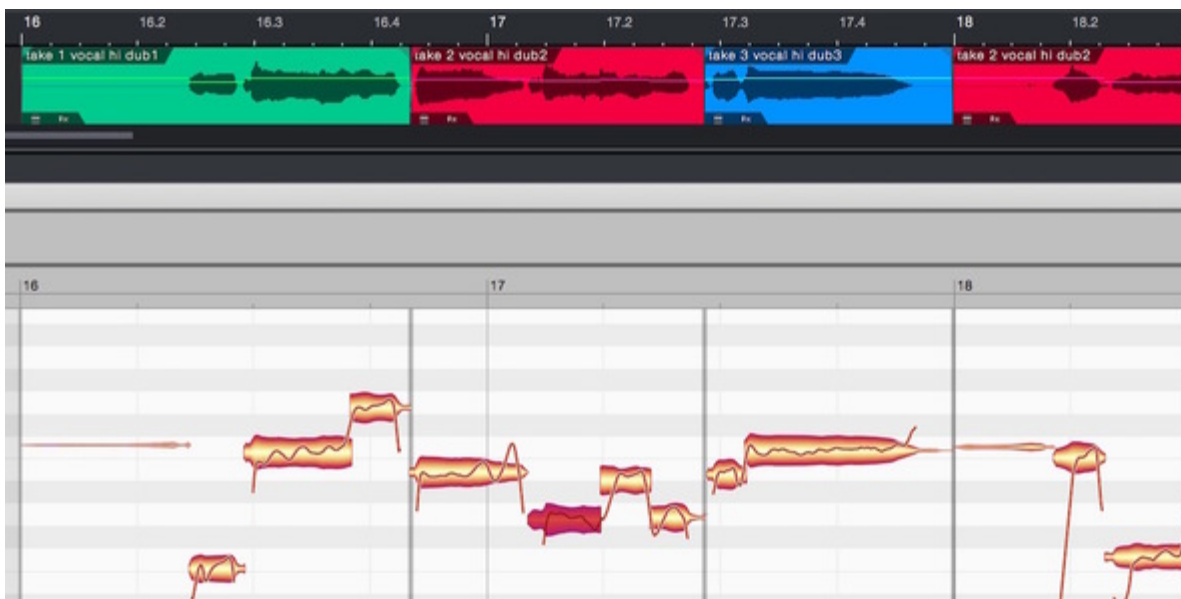 16 16.2 16.3 16.4 17 17.2 17.3 17.4 18 18.2
take 1 vocal hi dub1 take 2 vocal hi dub2 take 3 vocal hi dub3 take 2 vocal hi dub2
16 17 18